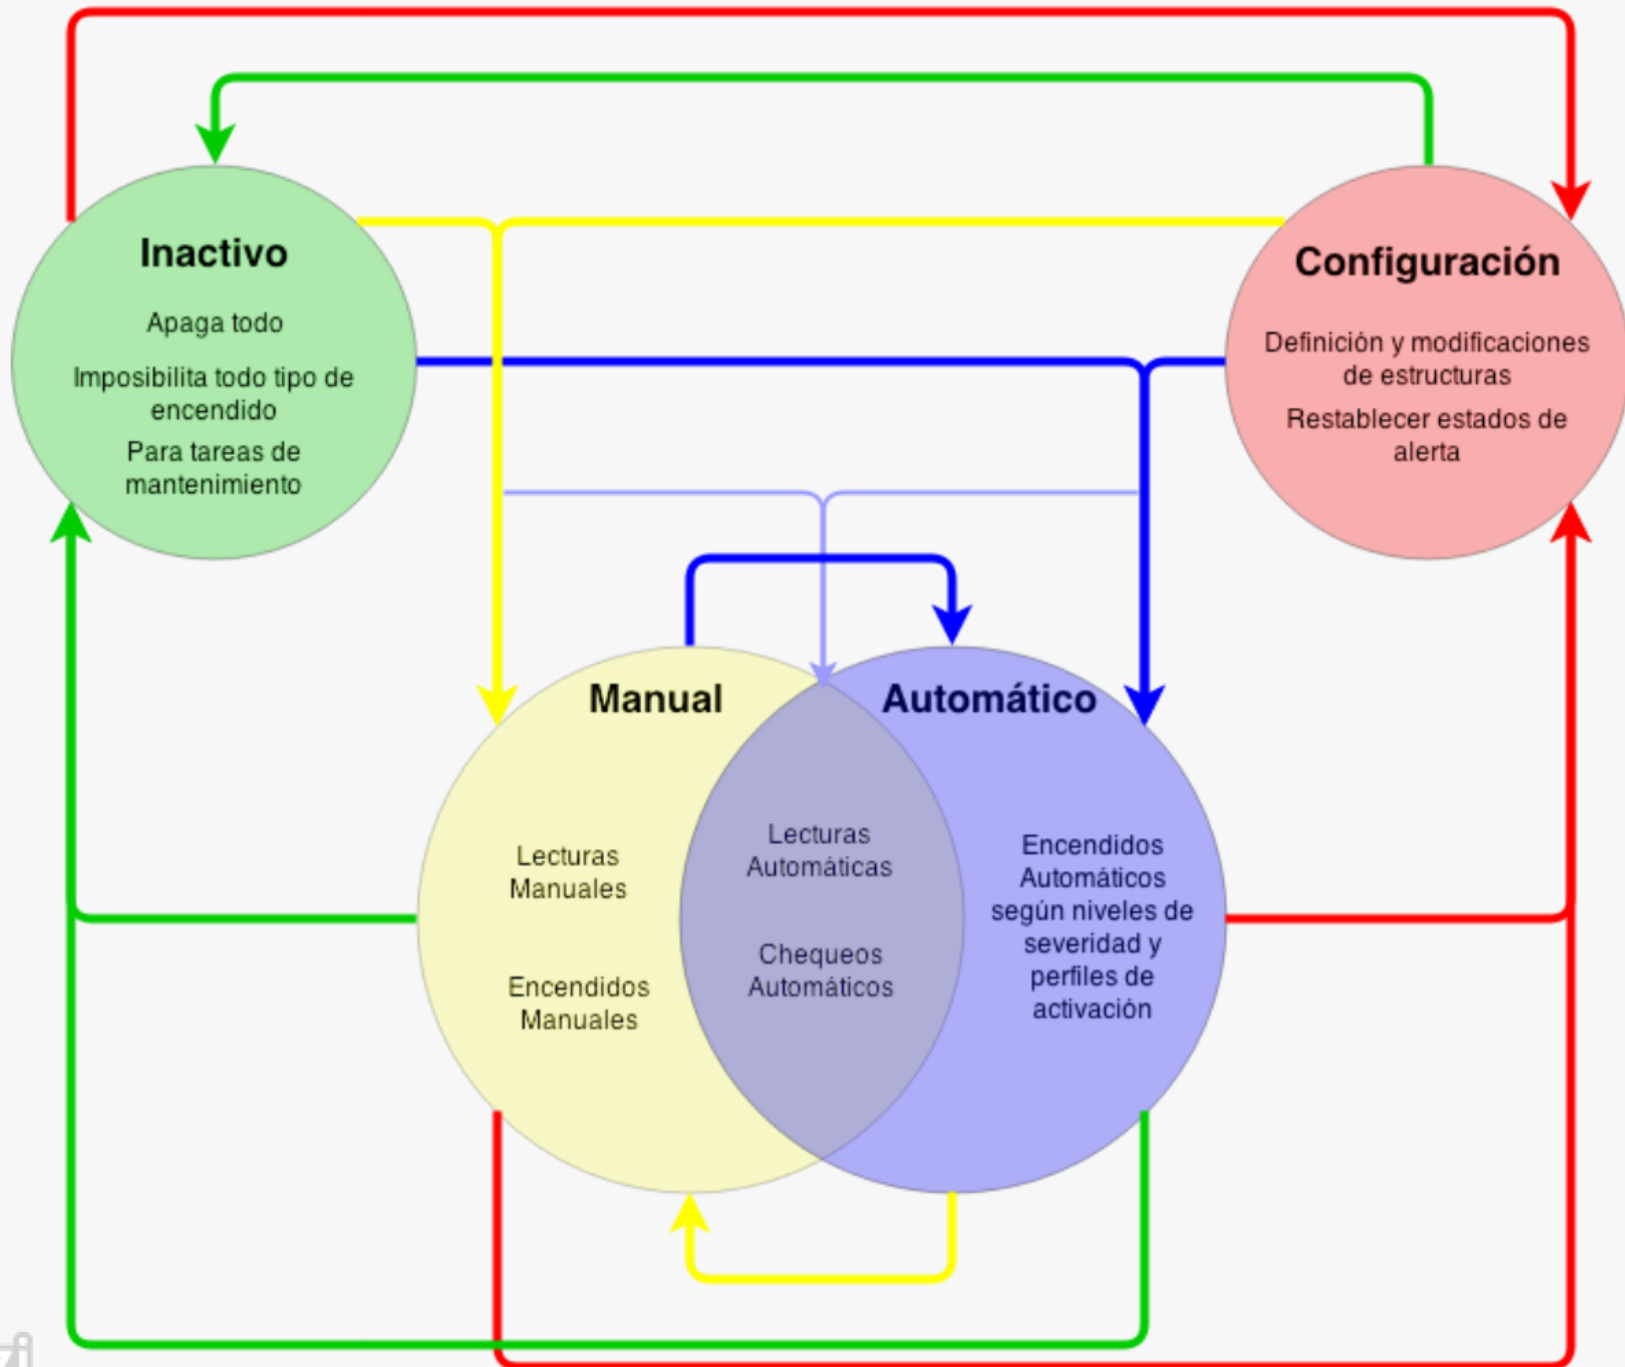 Inactivo
Apaga todo
Imposibilita todo tipo de
encendido
Para tareas de
mantenimiento
Configuración
Definición y modificaciones
de estructuras
Restablecer estados de
alerta
Manual
Lecturas
Manuales
Encendidos
Manuales
Lecturas
Automáticas
Chequeos
Automáticos
Automático
Encendidos
Automáticos
según niveles de
severidad y
perfiles de
activación